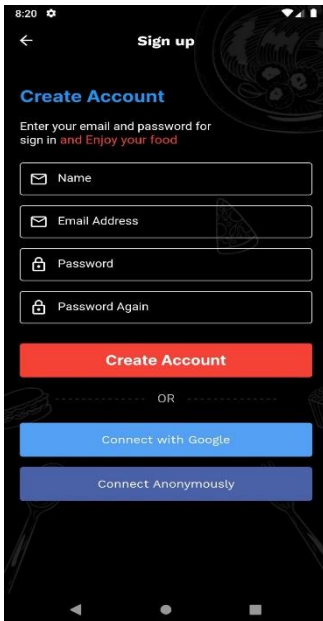 8:20
Sign up
Create Account
Enter your email and password for
sign in and Enjoy your food
Name
Email Address
Password
Password Again
Create Account
OR
Connect with Google
Connect Anonymously